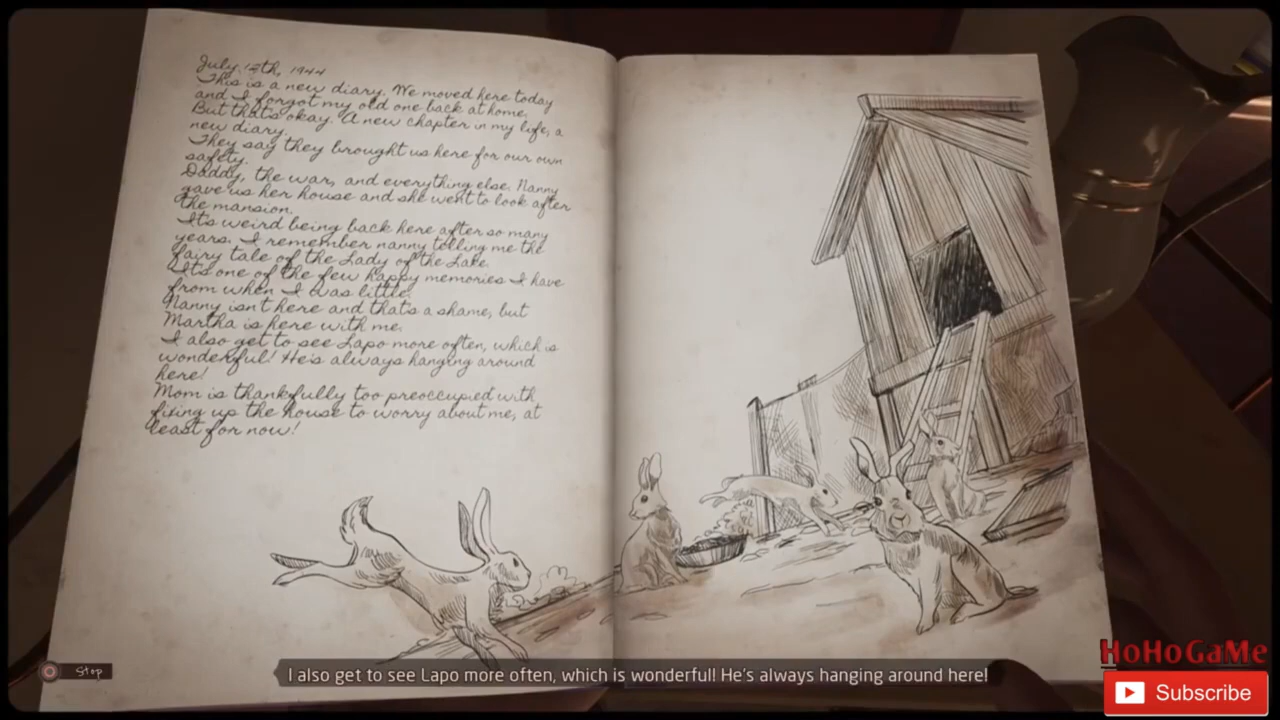 July 15th, 1944
This is a new diary. We moved here today
and I forgot my old one back at home.
But that's okay. A new chapter in my life, a
new diary.
They say they brought us here for our own
safety.
Daddy, the war, and everything else. Nanny
gave us her house and she went to look after
the mansion.
It's weird being back here after so many
years. I remember nanny telling me the
fairy tale of the Lady of the Lake.
It's one of the few happy memories I have
from when I was little.
Nanny isn't here and that's a shame, but
Martha is here with me.
I also get to see Lapo more often, which is
wonderful! He's always hanging around
here!
Mom is thankfully too preoccupied with
fixing up the house to worry about me, at
least for now!
Stop
I also get to see Lapo more often, which is wonderful! He's always hanging around here!
HoHoGaMe
Subscribe